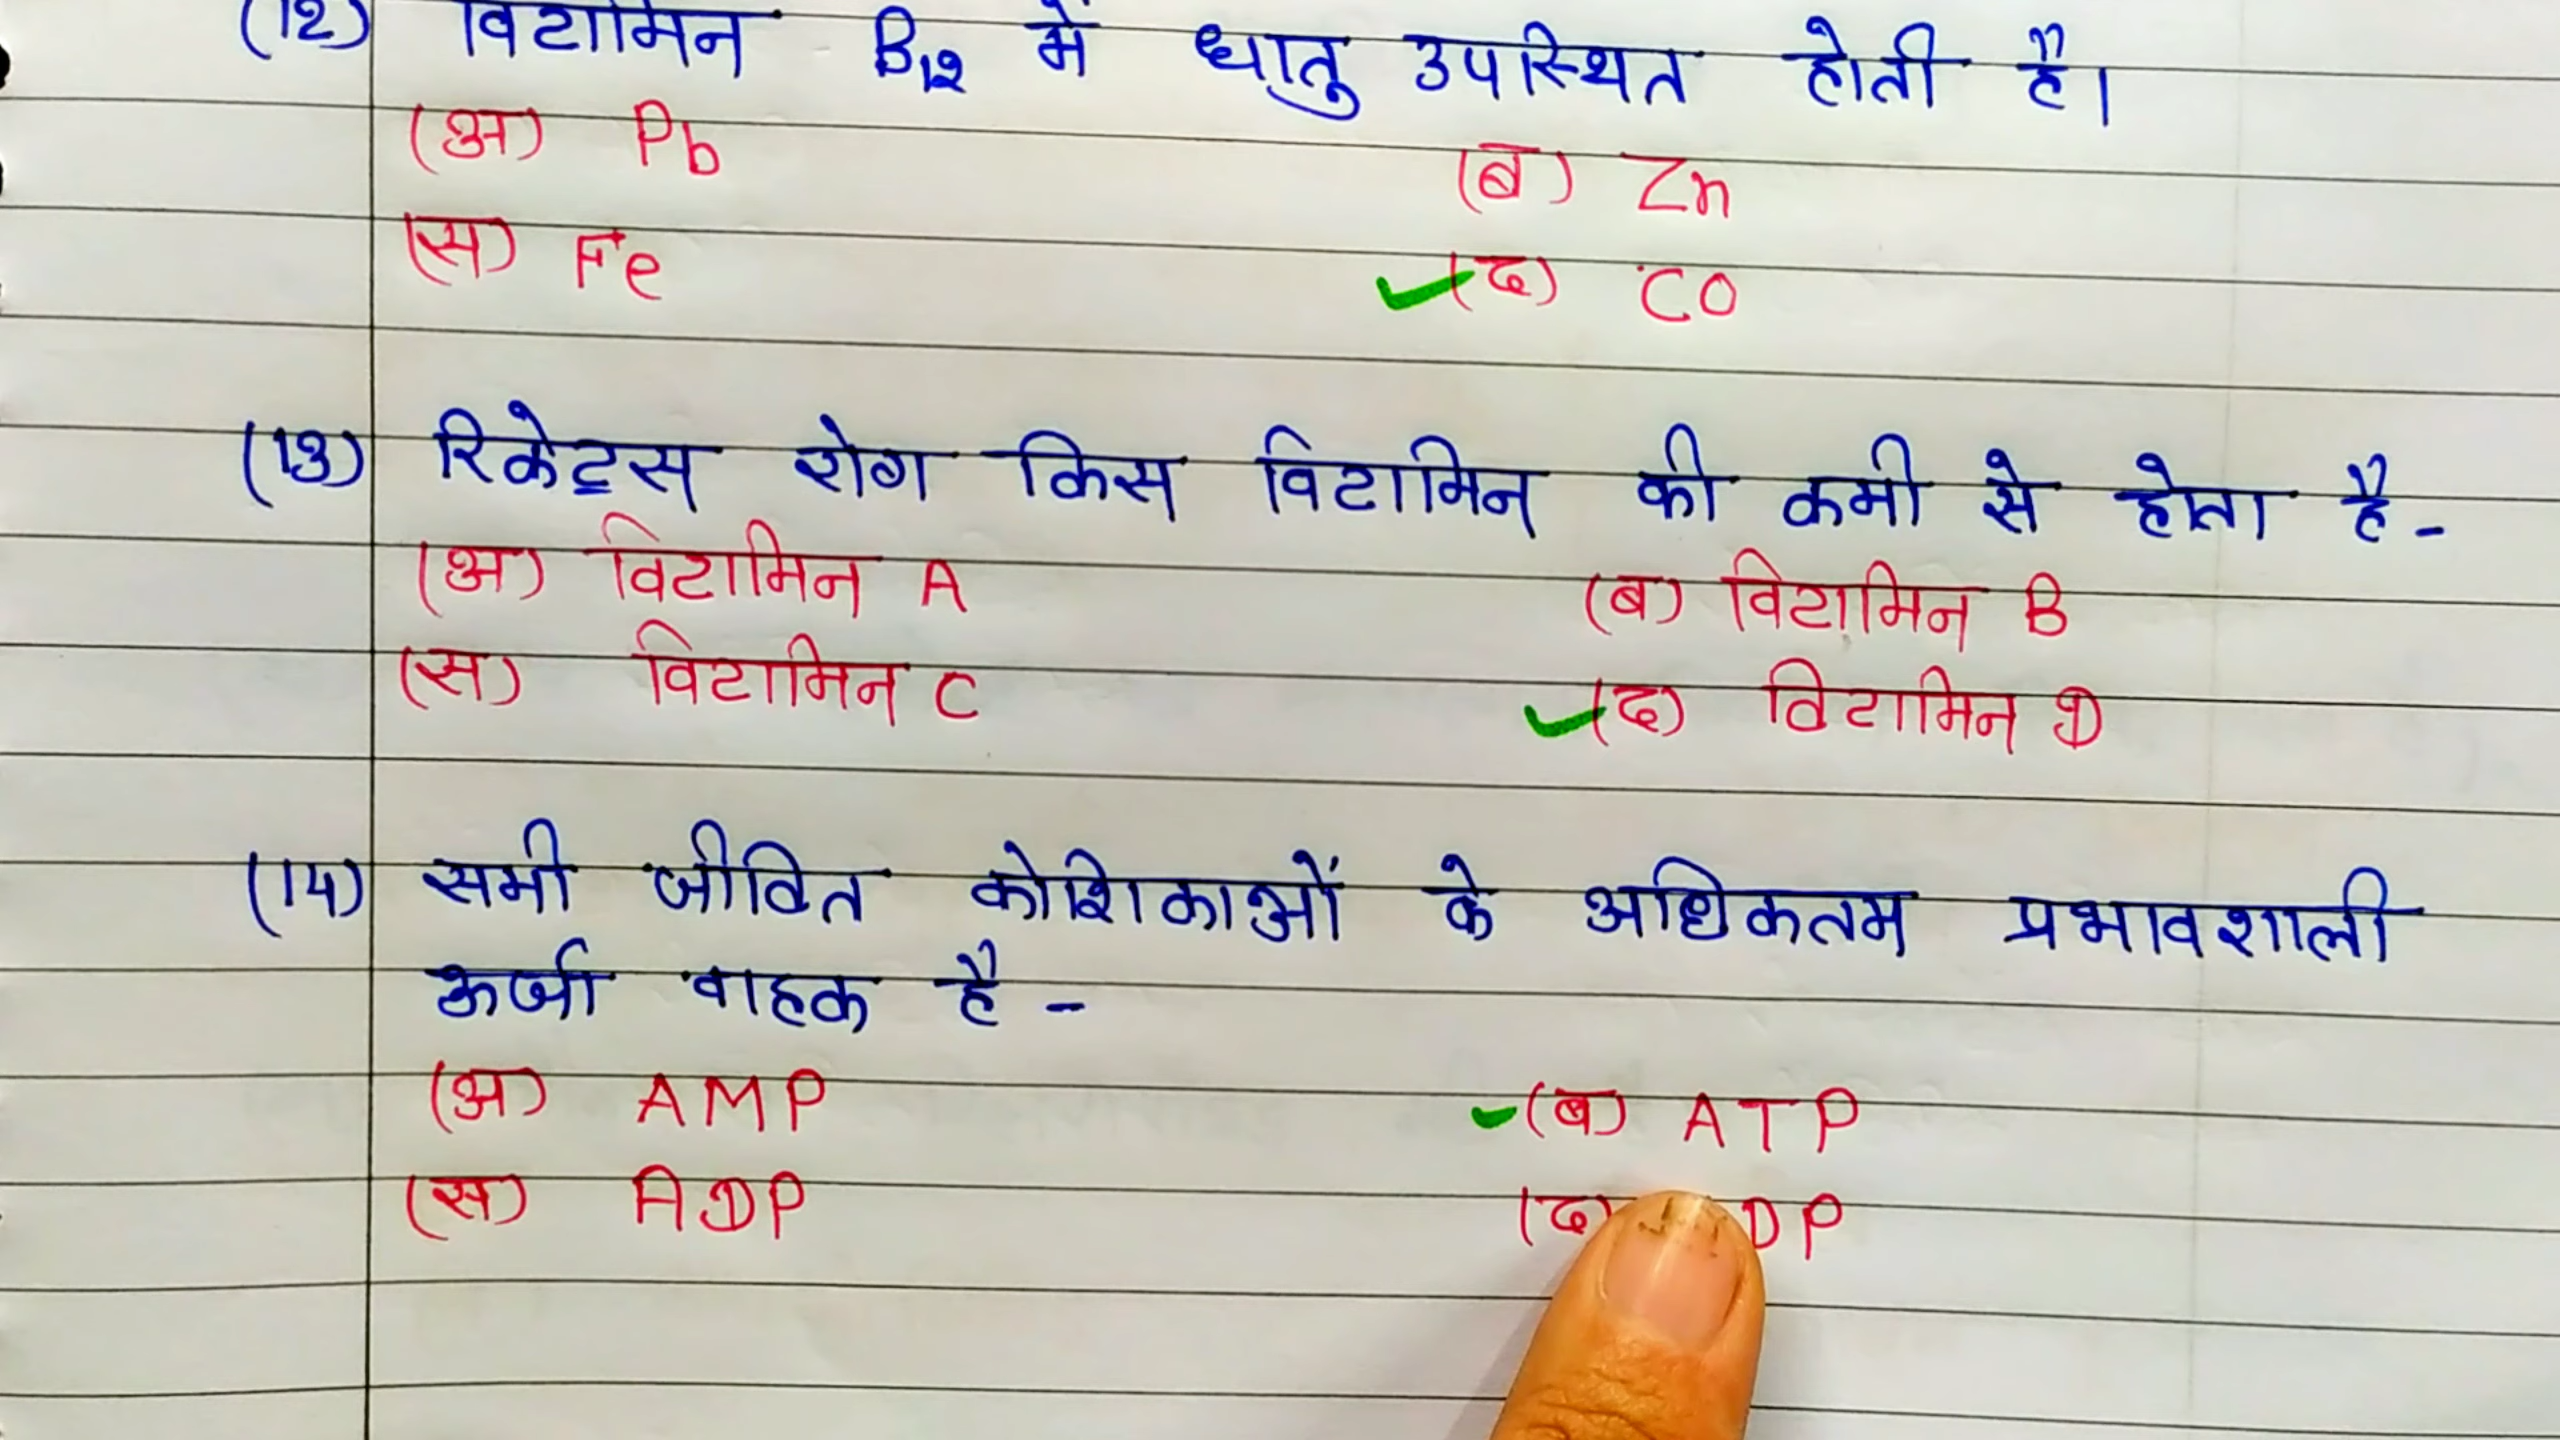 (12) विटामिन B12 में धातु उपस्थित होती है।
(अ) Pb (ब) Zn
(स) Fe (द) CO
(13) रिकेट्स रोग किस विटामिन की कमी से होता है-
(अ) विटामिन A (ब) विटामिन B
(स) विटामिन C (द) विटामिन D
(14) सभी जीवित कोशिकाओं के अधिकतम प्रभावशाली
ऊर्जा वाहक है -
(अ) AMP (ब) ATP
(स) ADP (द)